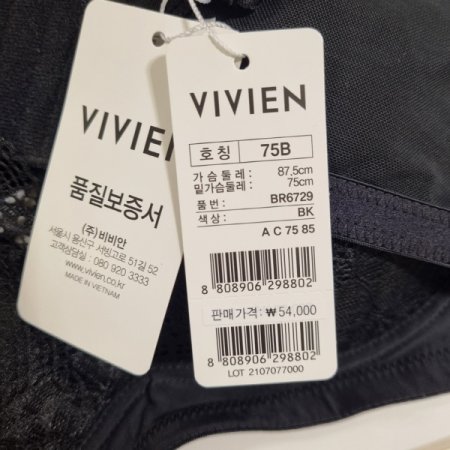 VIVIEN
품질보증서
(주) 비비안
서울시 용산구 서빙고로 51길 52
고객상담실 : 080 920 3333
www.vivien.co.kr
MADE IN VIETNAM
VIVIEN
호칭 75B
가슴둘레 : 87,5cm
밑가슴둘레 : 75cm
품번 : BR6729
색상 : BK
A C 75 85
8 808906 298802
판매가격 : ₩ 54,000
8 808906 298802
LOT 2107077000